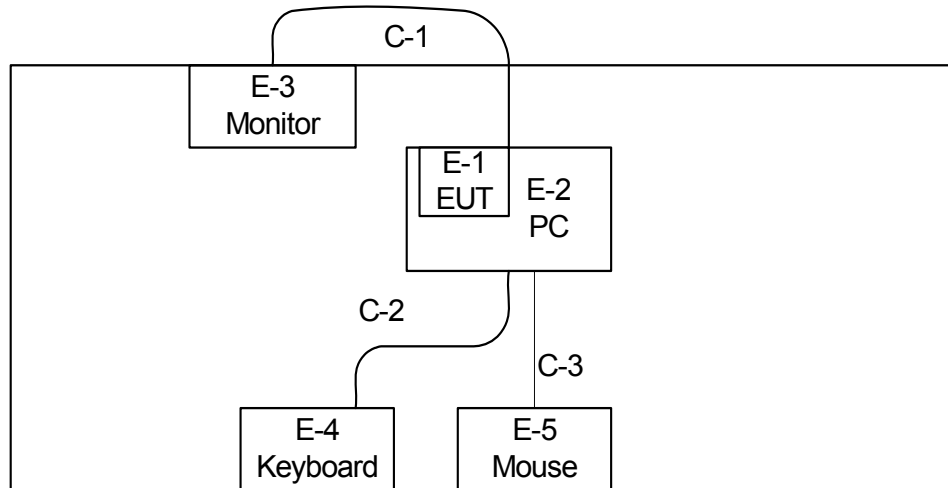 C-1
E-3
Monitor
E-1
EUT
E-2
PC
C-2
C-3
E-4
Keyboard
E-5
Mouse